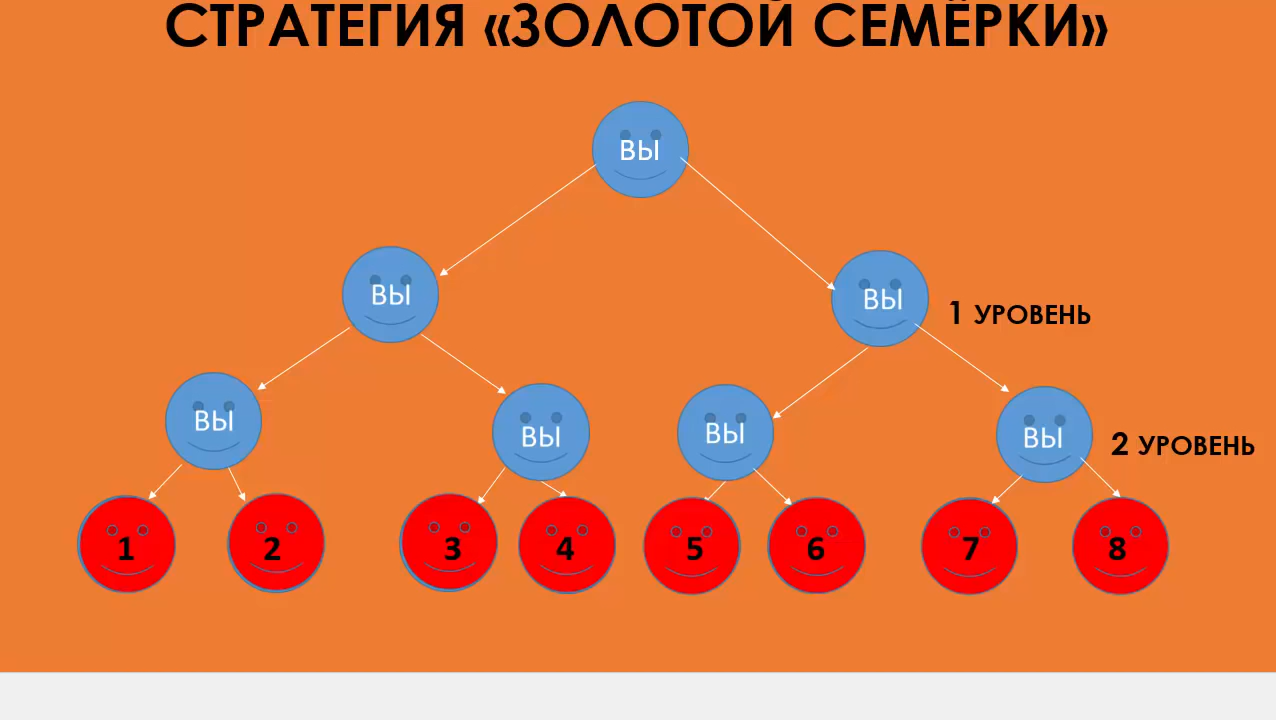 СТРАТЕГИЯ «ЗОЛОТОЙ СЕМЁРКИ»
ВЫ
ВЫ
ВЫ
1 УРОВЕНЬ
ВЫ
ВЫ
ВЫ
ВЫ
2 УРОВЕНЬ
1
2
3
4
5
6
7
8